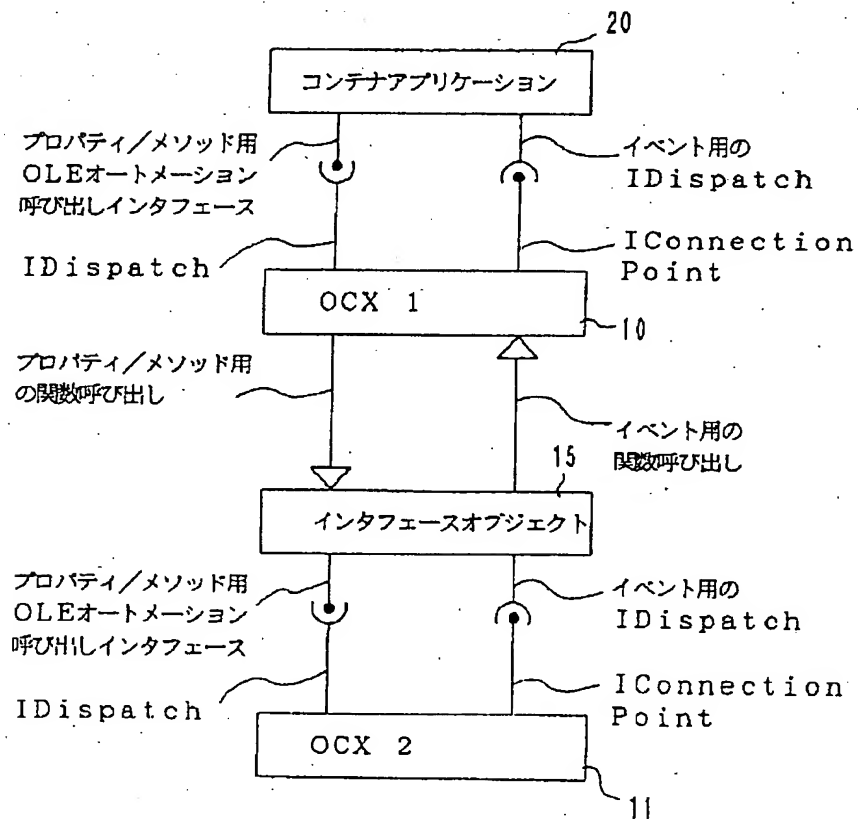 20
コンテナアプリケーション
プロパティ/メソッド用
OLEオートメーション
呼び出しインタフェース
イベント用の
IDispatch
IDispatch
IConnection
Point
OCX 1
10
プロパティ/メソッド用
の関数呼び出し
イベント用の
関数呼び出し
15
インタフェースオブジェクト
プロパティ/メソッド用
OLEオートメーション
呼び出しインタフェース
イベント用の
IDispatch
IDispatch
IConnection
Point
OCX 2
11